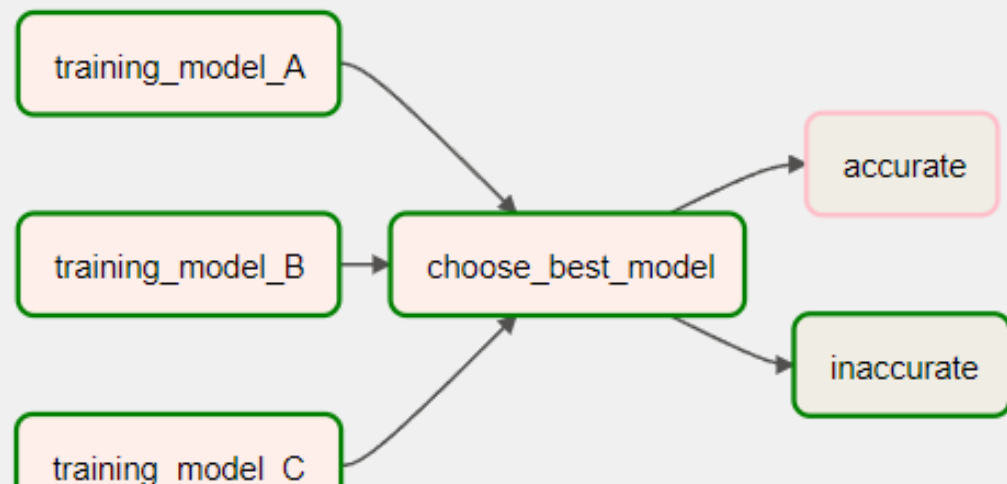 training_model_A
accurate
training_model_B
choose_best_model
inaccurate
training_model_C